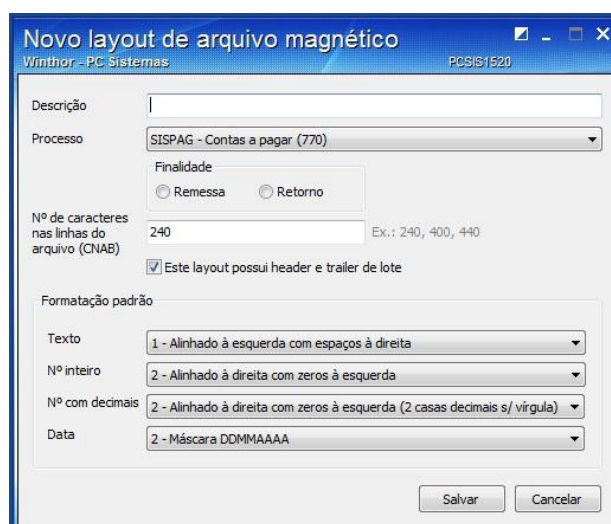 Novo layout de arquivo magnético
Winthor - PC Sistemas PCSIS1520
Descrição
Processo SISPAG - Contas a pagar (770)
Finalidade
Remessa Retorno
Nº de caracteres
nas linhas do
arquivo (CNAB)
240 Ex.: 240, 400, 440
Este layout possui header e trailer de lote
Formatação padrão
Texto 1 - Alinhado à esquerda com espaços à direita
Nº inteiro 2 - Alinhado à direita com zeros à esquerda
Nº com decimais 2 - Alinhado à direita com zeros à esquerda (2 casas decimais s/ vírgula)
Data 2 - Máscara DDMMAAAA
Salvar Cancelar